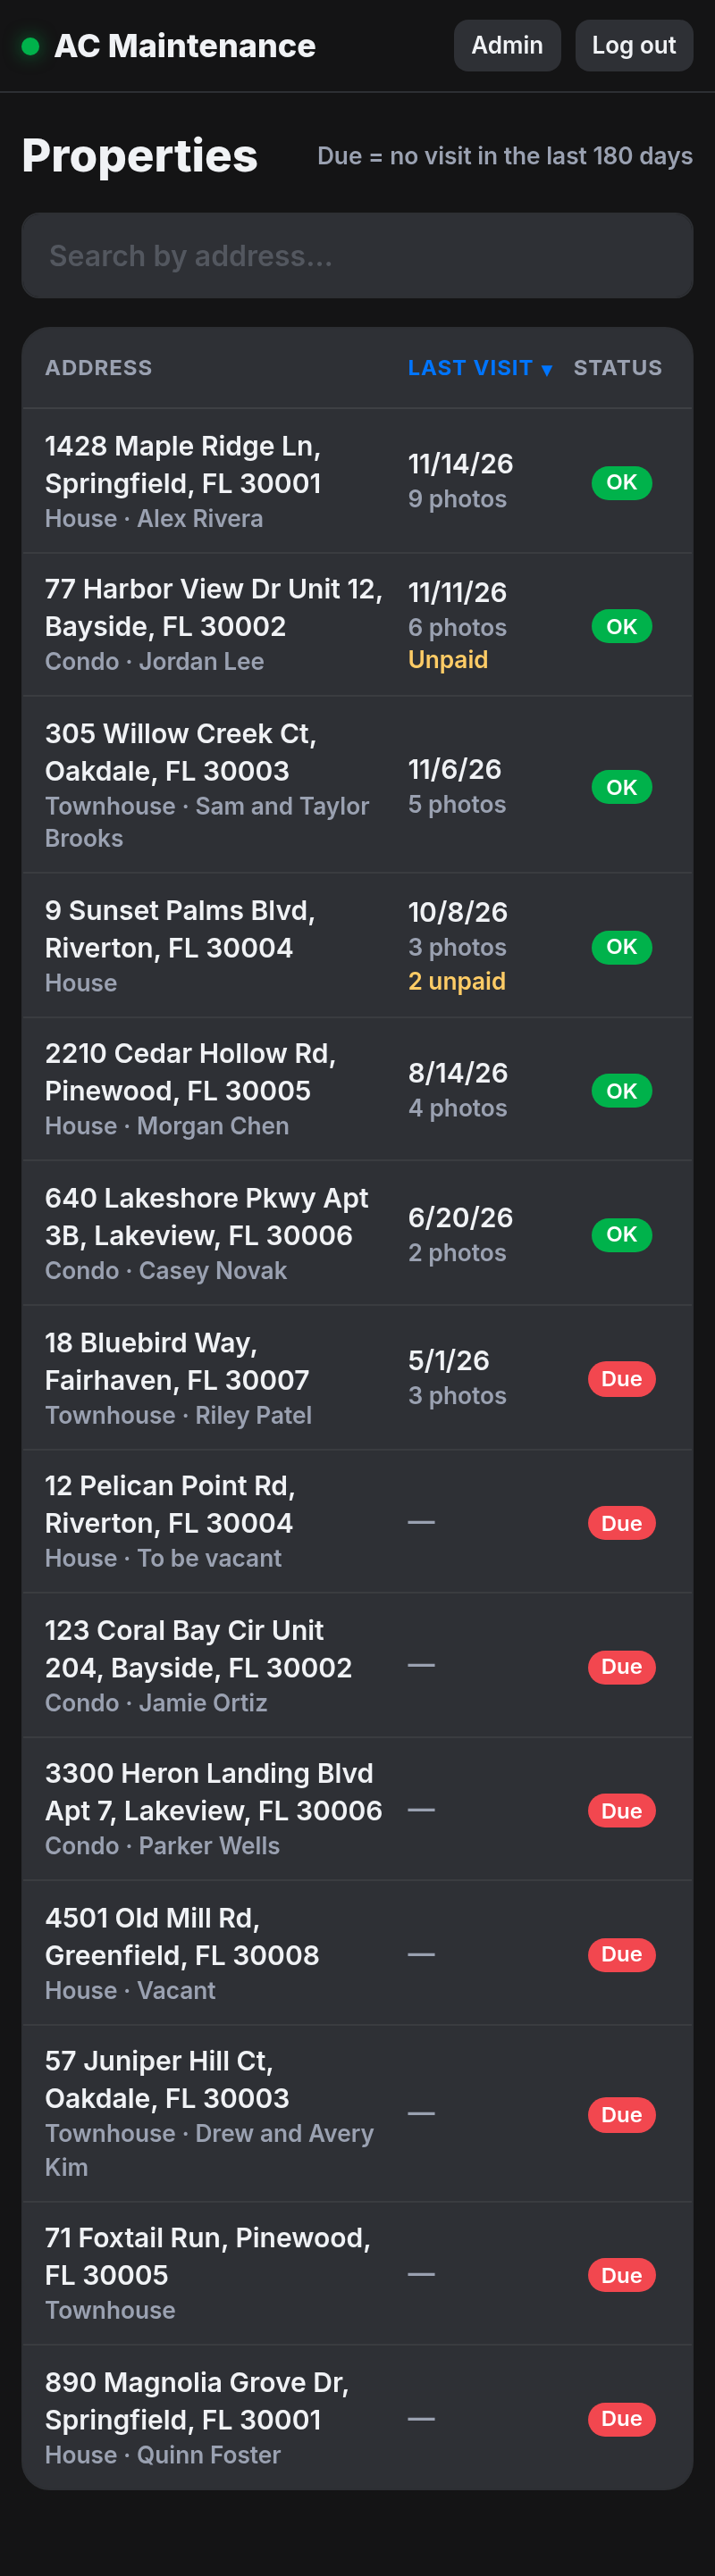 AC Maintenance
Admin
Log out
Properties
Due = no visit in the last 180 days
Search by address...
ADDRESS
LAST VISIT ▼
STATUS
1428 Maple Ridge Ln,
Springfield, FL 30001
House · Alex Rivera
11/14/26
9 photos
OK
77 Harbor View Dr Unit 12,
Bayside, FL 30002
Condo · Jordan Lee
11/11/26
6 photos
Unpaid
OK
305 Willow Creek Ct,
Oakdale, FL 30003
Townhouse · Sam and Taylor
Brooks
11/6/26
5 photos
OK
9 Sunset Palms Blvd,
Riverton, FL 30004
House
10/8/26
3 photos
2 unpaid
OK
2210 Cedar Hollow Rd,
Pinewood, FL 30005
House · Morgan Chen
8/14/26
4 photos
OK
640 Lakeshore Pkwy Apt
3B, Lakeview, FL 30006
Condo · Casey Novak
6/20/26
2 photos
OK
18 Bluebird Way,
Fairhaven, FL 30007
Townhouse · Riley Patel
5/1/26
3 photos
Due
12 Pelican Point Rd,
Riverton, FL 30004
House · To be vacant
—
Due
123 Coral Bay Cir Unit
204, Bayside, FL 30002
Condo · Jamie Ortiz
—
Due
3300 Heron Landing Blvd
Apt 7, Lakeview, FL 30006
Condo · Parker Wells
—
Due
4501 Old Mill Rd,
Greenfield, FL 30008
House · Vacant
—
Due
57 Juniper Hill Ct,
Oakdale, FL 30003
Townhouse · Drew and Avery
Kim
—
Due
71 Foxtail Run, Pinewood,
FL 30005
Townhouse
—
Due
890 Magnolia Grove Dr,
Springfield, FL 30001
House · Quinn Foster
—
Due